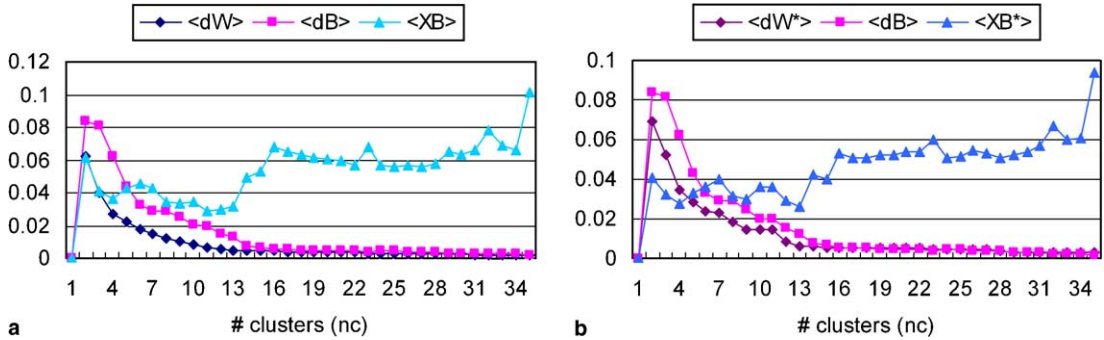 <dW> <dB> <XB>
0.12
0.1
0.08
0.06
0.04
0.02
0
1 4 7 10 13 16 19 22 25 28 31 34
a # clusters (nc)
<dW*> <dB> <XB*>
0.1
0.08
0.06
0.04
0.02
0
1 4 7 10 13 16 19 22 25 28 31 34
b # clusters (nc)